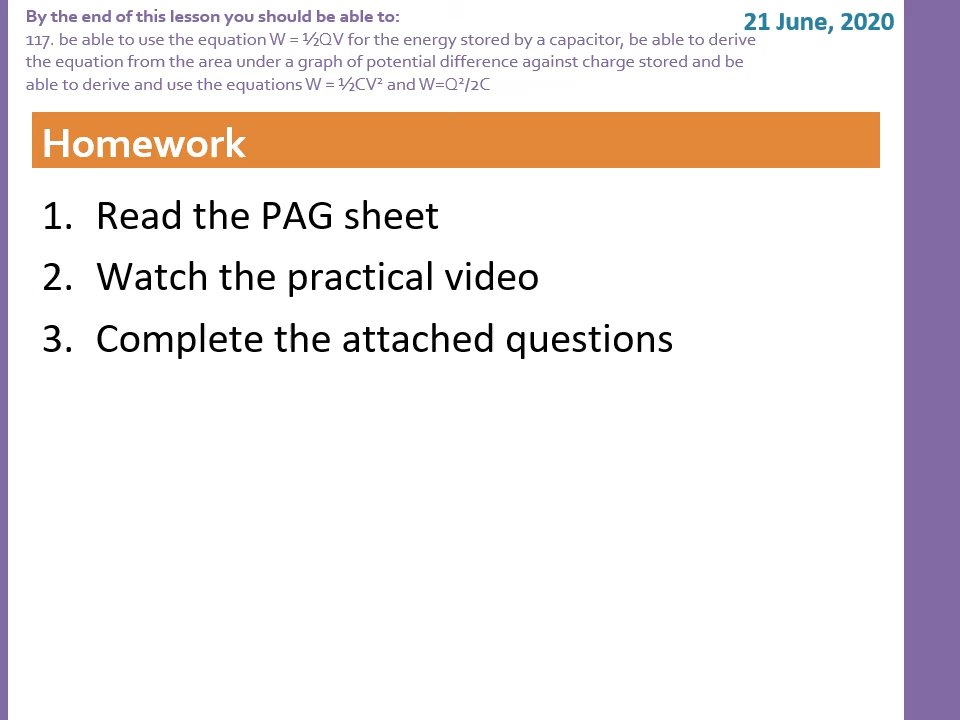 By the end of this lesson you should be able to:
21 June, 2020
117. be able to use the equation W = ½QV for the energy stored by a capacitor, be able to derive
the equation from the area under a graph of potential difference against charge stored and be
able to derive and use the equations W = ½CV² and W=Q²/2C
Homework
1. Read the PAG sheet
2. Watch the practical video
3. Complete the attached questions